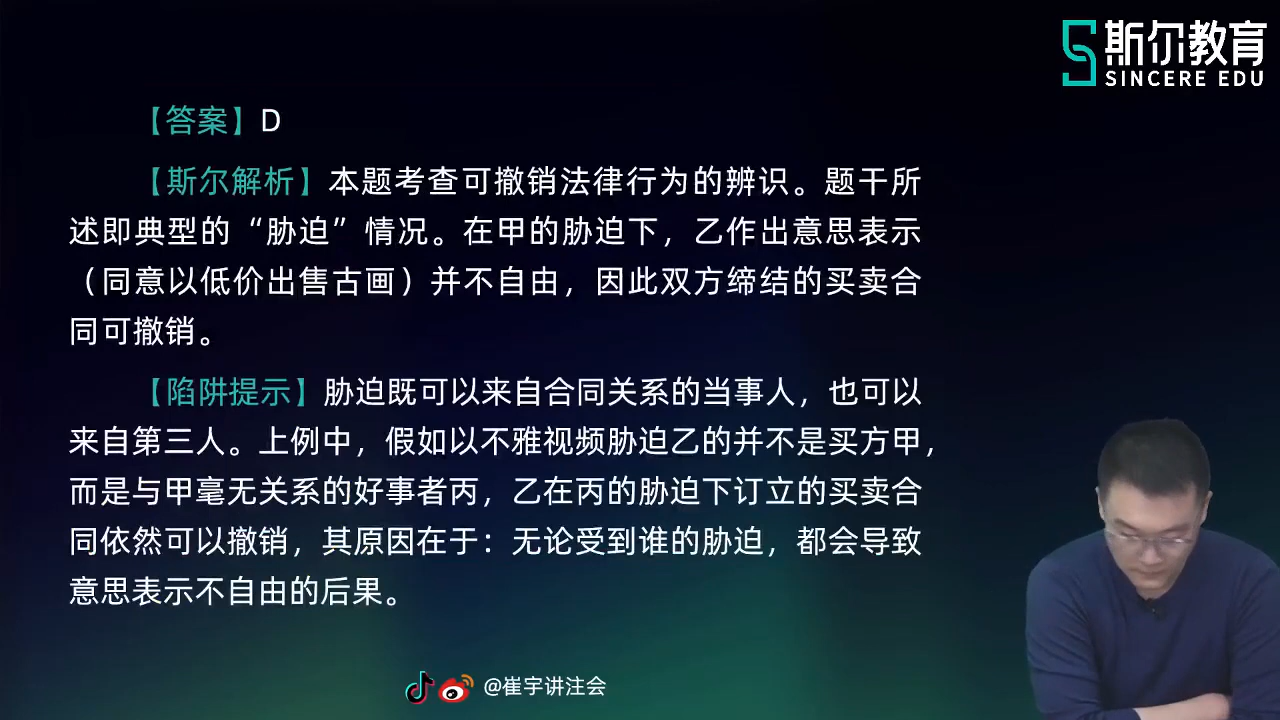 斯尔教育
SINCERE EDU
【答案】D
【斯尔解析】本题考查可撤销法律行为的辨识。题干所
述即典型的“胁迫”情况。在甲的胁迫下，乙作出意思表示
（同意以低价出售古画）并不自由，因此双方缔结的买卖合
同可撤销。
【陷阱提示】胁迫既可以来自合同关系的当事人，也可以
来自第三人。上例中，假如以不雅视频胁迫乙的并不是买方甲，
而是与甲毫无关系的好事者丙，乙在丙的胁迫下订立的买卖合
同依然可以撤销，其原因在于：无论受到谁的胁迫，都会导致
意思表示不自由的后果。
@崔宇讲注会